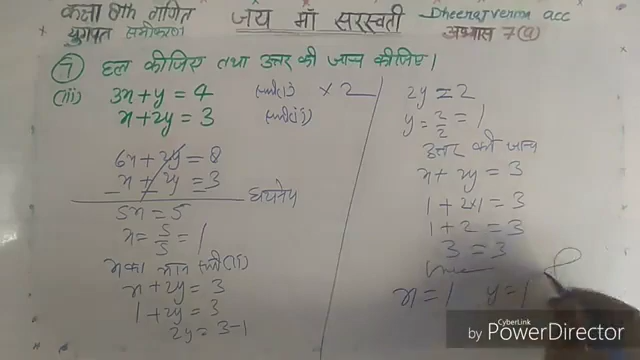 कक्षा 8th गणित
युगपत समीकरण
जय माँ सरस्वती
Dheeraj verma acc
अभ्यास 7(a)
7 हल कीजिए तथा उत्तर की जाँच कीजिए।
(iii) 3x+y=4 समी(i) ×2
x+2y=3 समी(ii)
6x+2y=8
x+2y=3
घटाने पर
5x=5
x=5/5=1
x का मान समी(ii)
x+2y=3
1+2y=3
2y=3-1
2y=2
y=2/2=1
उत्तर की जाच
x+2y=3
1+2×1=3
1+2=3
3=3
x=1 y=1
CyberLink
by PowerDirector